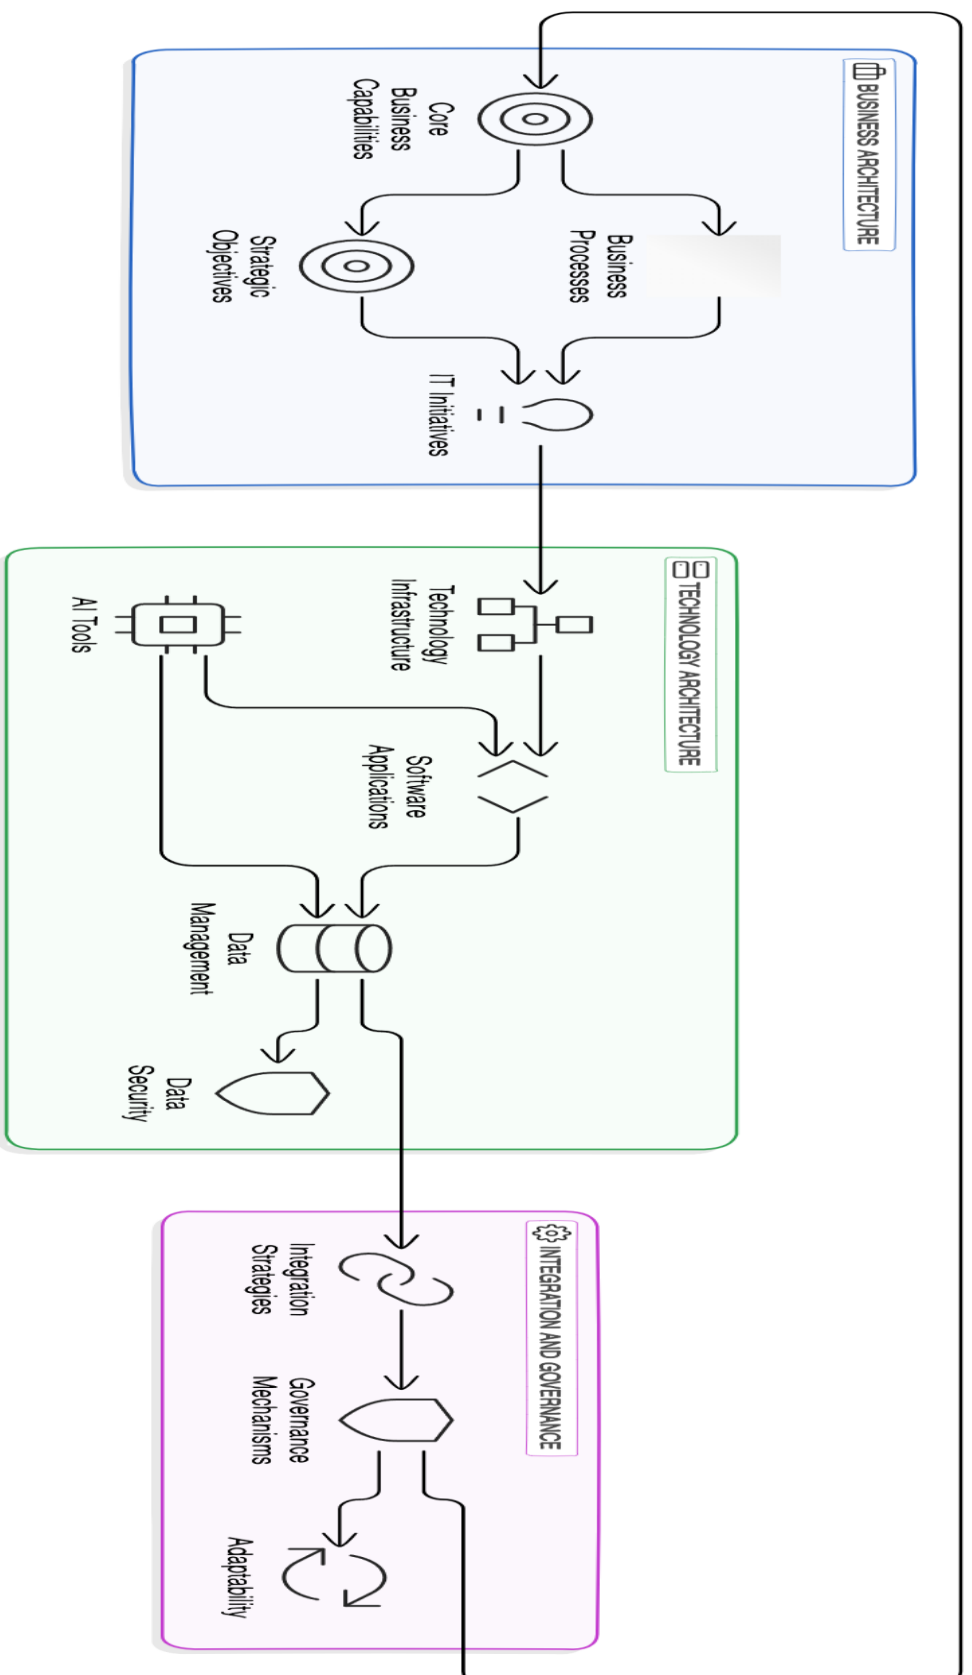 BUSINESS ARCHITECTURE
Core
Business
Capabilities
Business
Processes
Strategic
Objectives
IT Initiatives
TECHNOLOGY ARCHITECTURE
Technology
Infrastructure
AI Tools
Software
Applications
Data
Management
Data
Security
INTEGRATION AND GOVERNANCE
Integration
Strategies
Governance
Mechanisms
Adaptability